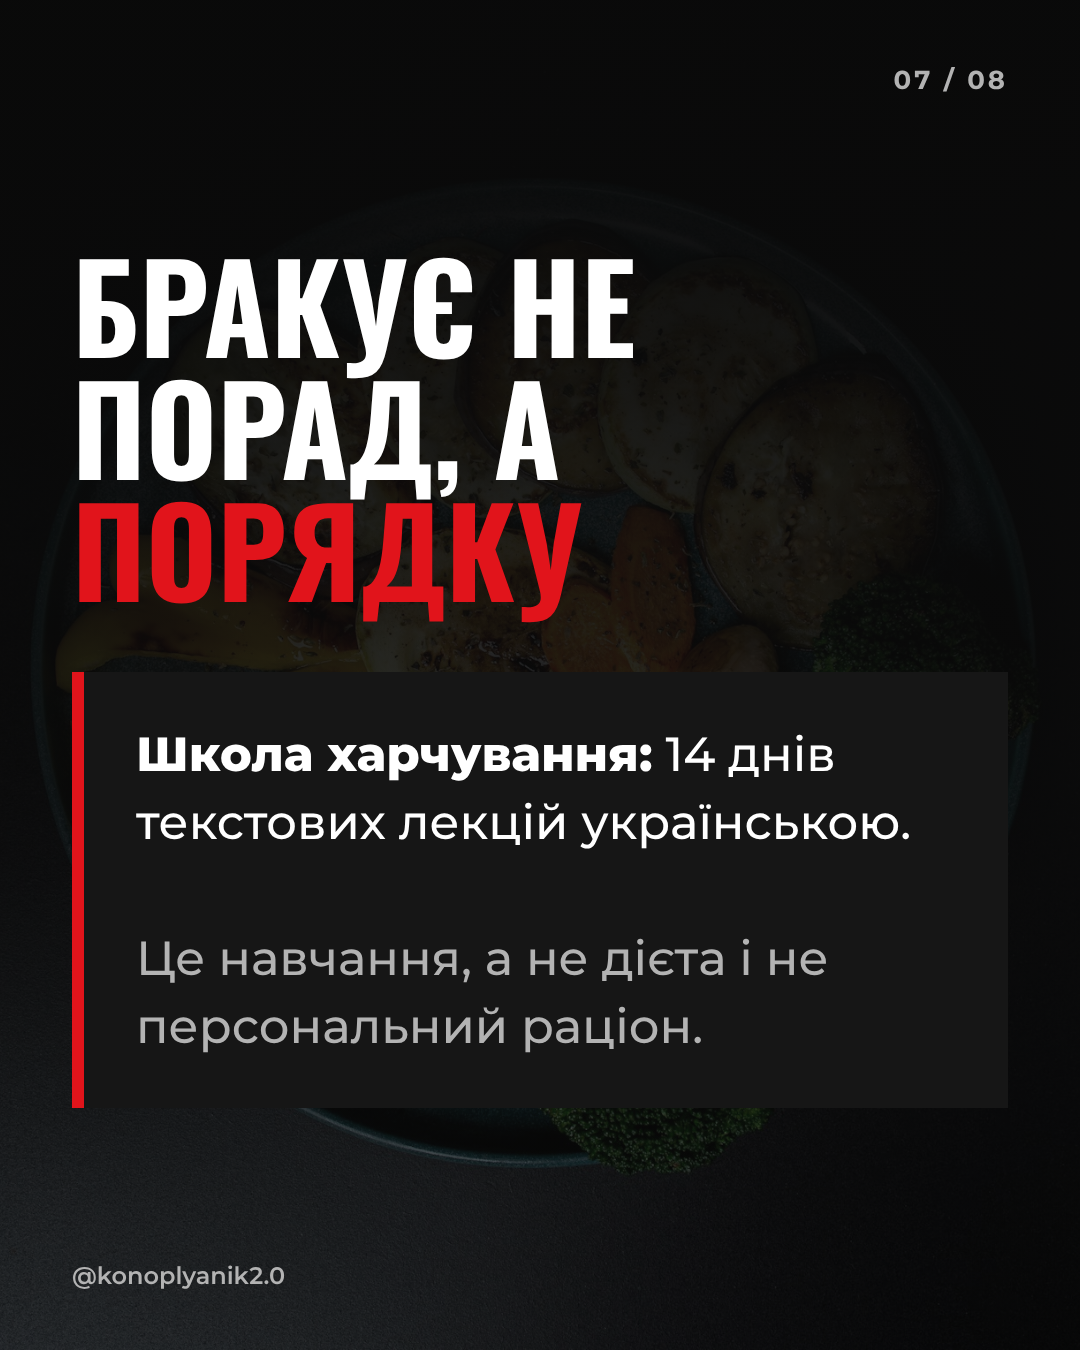 07 / 08
БРАКУЄ НЕ
ПОРАД, А
ПОРЯДКУ
Школа харчування: 14 днів
текстових лекцій українською.
Це навчання, а не дієта і не
персональний раціон.
@konoplyanik2.0